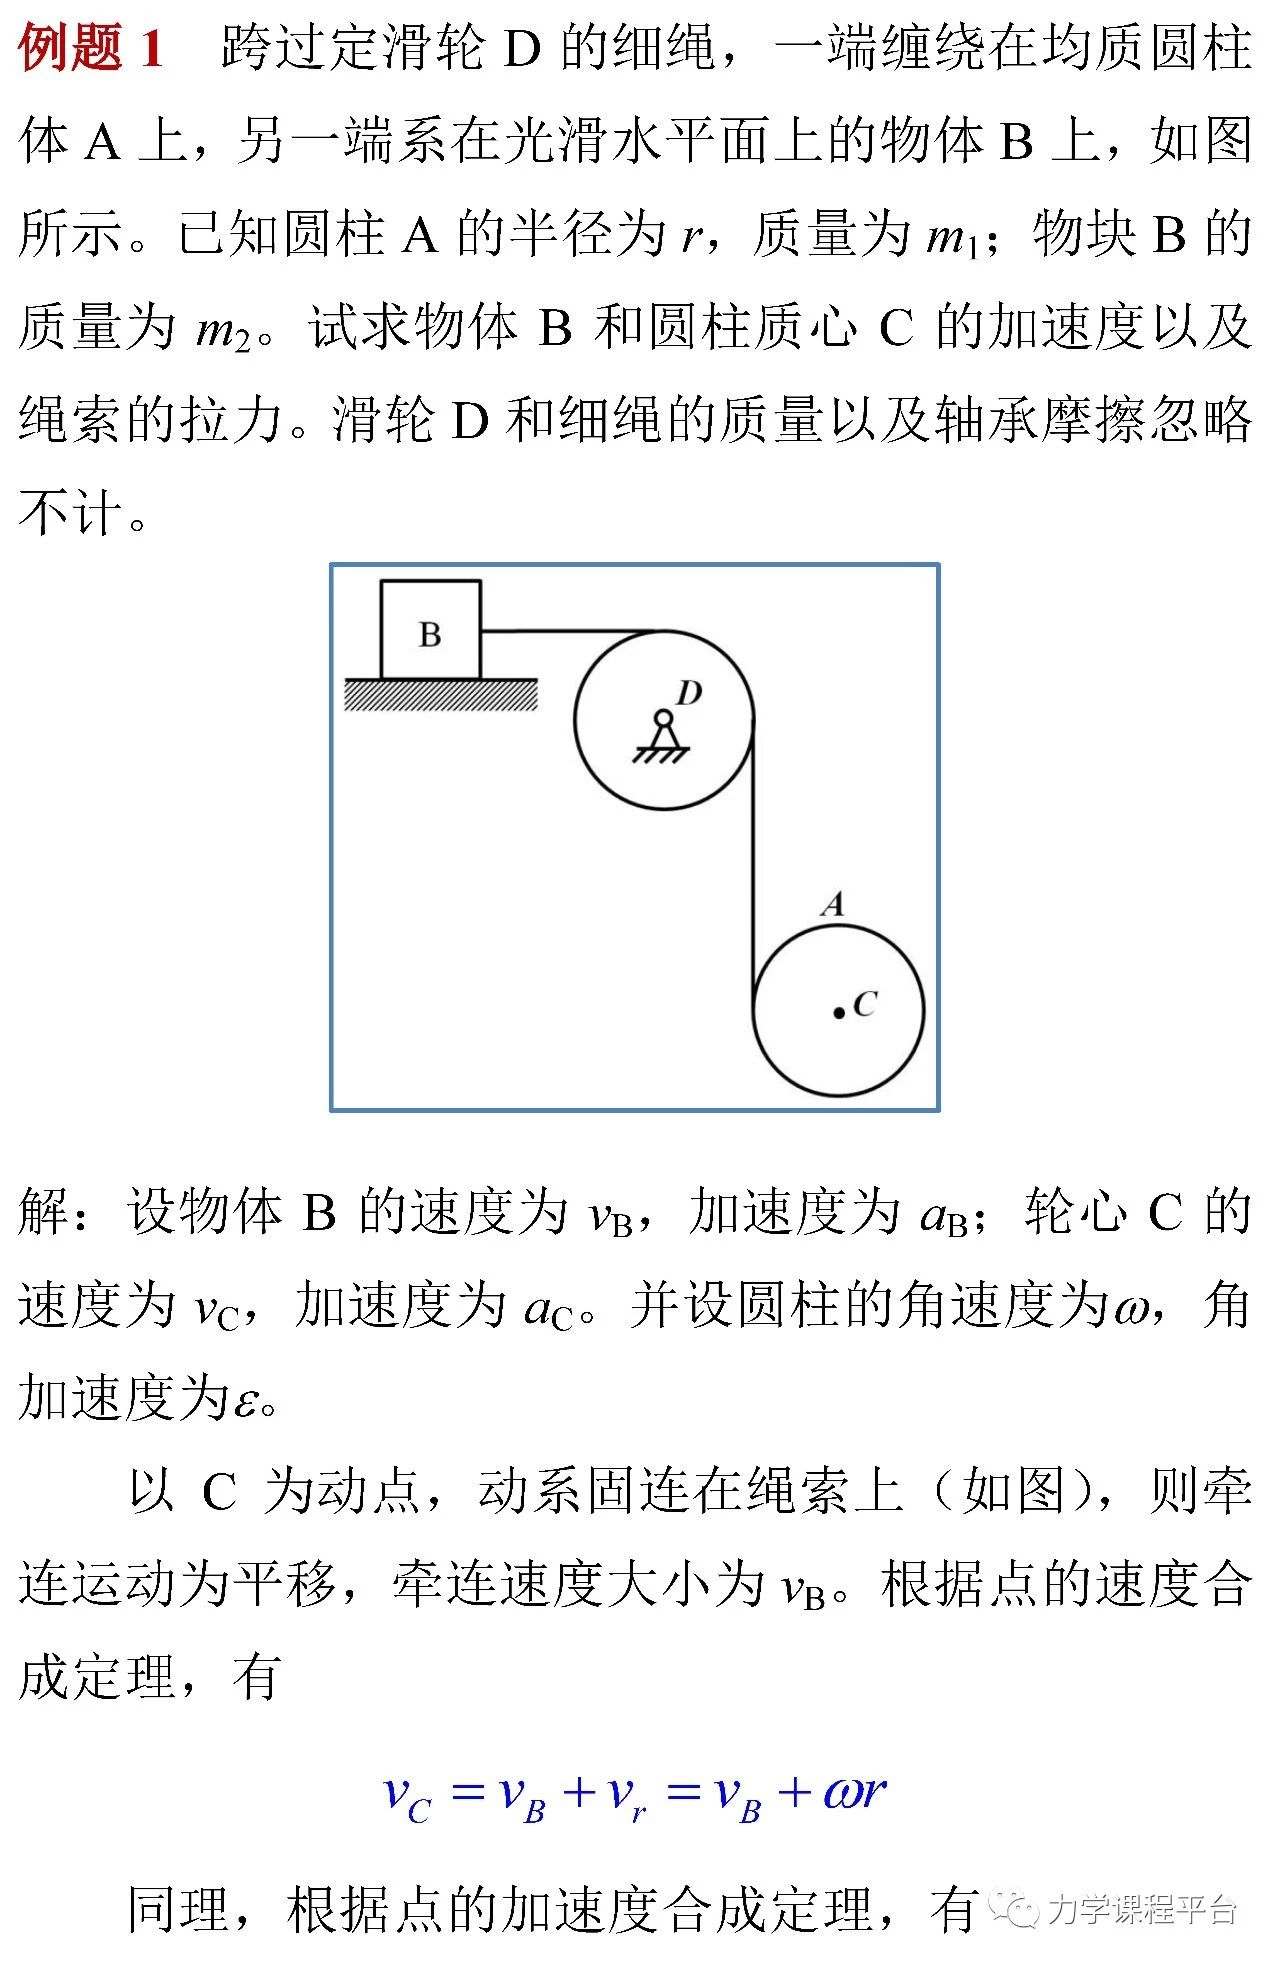 例题 1 跨过定滑轮 D 的细绳，一端缠绕在均质圆柱
体 A 上，另一端系在光滑水平面上的物体 B 上，如图
所示。已知圆柱 A 的半径为 r，质量为 m₁；物块 B 的
质量为 m₂。试求物体 B 和圆柱质心 C 的加速度以及
绳索的拉力。滑轮 D 和细绳的质量以及轴承摩擦忽略
不计。
B
D
A
C
解：设物体 B 的速度为 v_B，加速度为 a_B；轮心 C 的
速度为 v_C，加速度为 a_C。并设圆柱的角速度为ω，角
加速度为ε。
以 C 为动点，动系固连在绳索上（如图），则牵
连运动为平移，牵连速度大小为 v_B。根据点的速度合
成定理，有
v_C = v_B + v_r = v_B + ωr
同理，根据点的加速度合成定理，有
力学课程平台